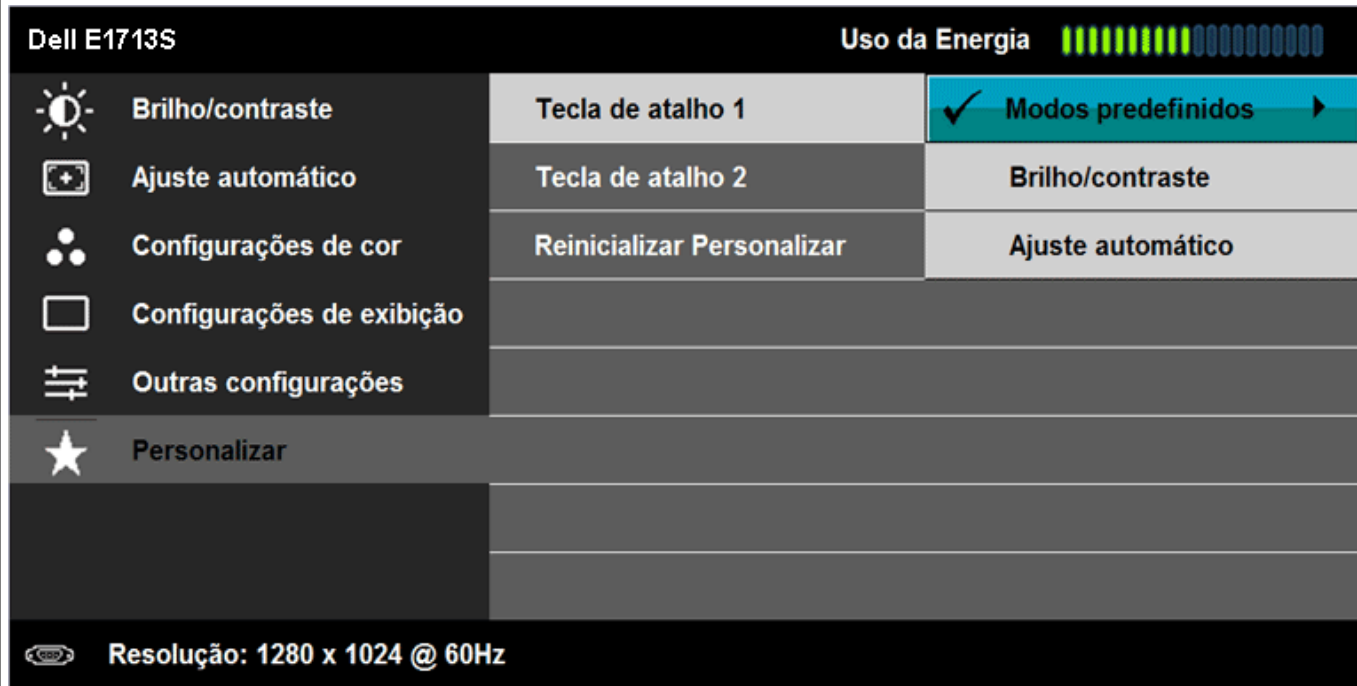 Dell E1713S
Uso da Energia
Brilho/contraste
Tecla de atalho 1
Modos predefinidos
Ajuste automático
Tecla de atalho 2
Brilho/contraste
Configurações de cor
Reinicializar Personalizar
Ajuste automático
Configurações de exibição
Outras configurações
Personalizar
Resolução: 1280 x 1024 @ 60Hz